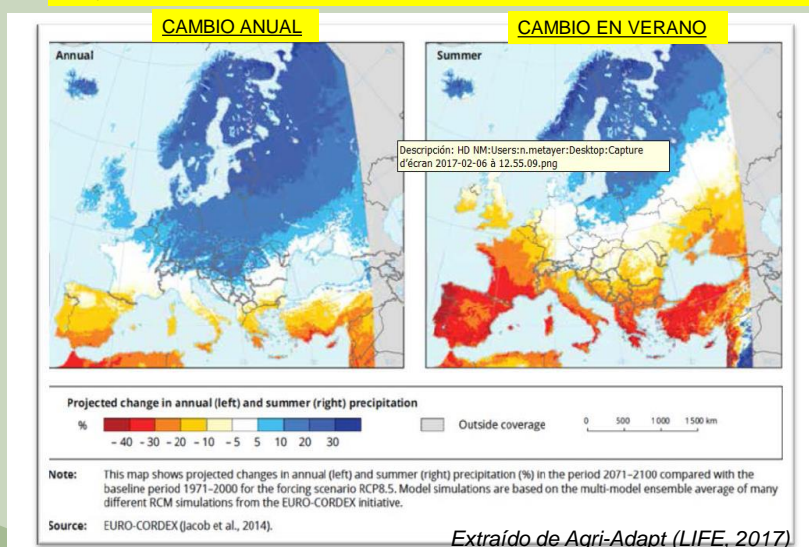 CAMBIO ANUAL
CAMBIO EN VERANO
Annual
Summer
Descripción: HD NM:Users:n.metayer:Desktop:Capture
d'écran 2017-02-06 à 12.55.09.png
Projected change in annual (left) and summer (right) precipitation
%
– 40 – 30 – 20 – 10 – 5 5 10 20 30
Outside coverage
0 500 1 000 1 500 km
Note: This map shows projected changes in annual (left) and summer (right) precipitation (%) in the period 2071–2100 compared with the
baseline period 1971–2000 for the forcing scenario RCP8.5. Model simulations are based on the multi-model ensemble average of many
different RCM simulations from the EURO-CORDEX initiative.
Source: EURO-CORDEX (Jacob et al., 2014).
Extraído de Agri-Adapt (LIFE, 2017)